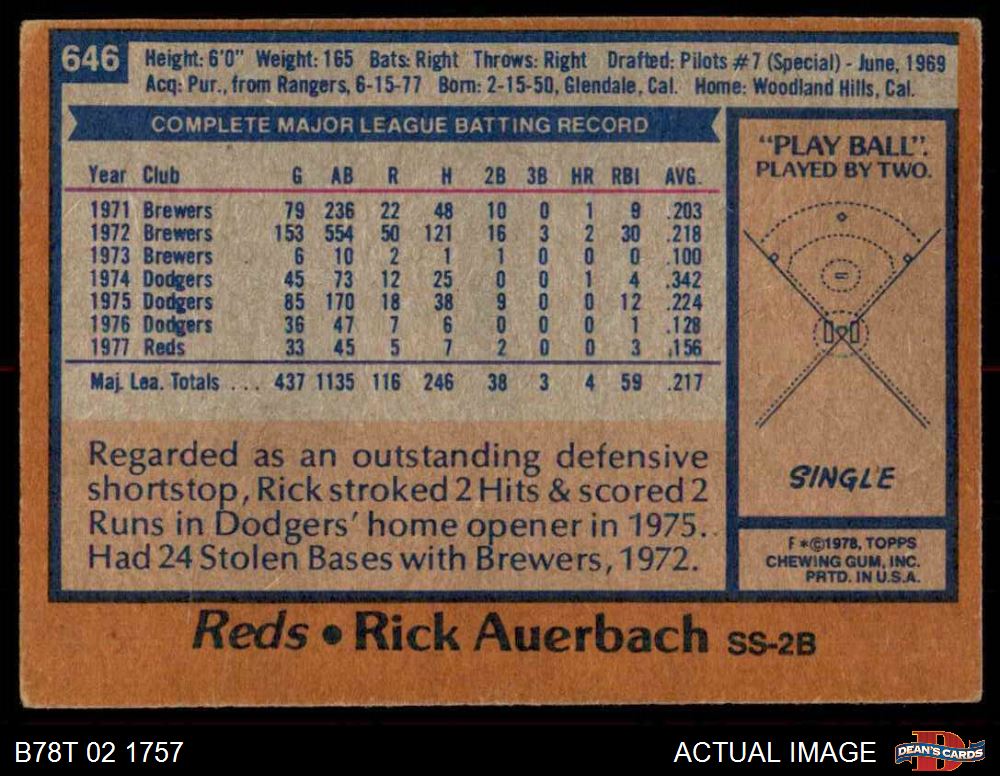 646
Height: 6'0" Weight: 165 Bats: Right Throws: Right Drafted: Pilots #7 (Special) - June, 1969
Acq: Pur., from Rangers, 6-15-77 Born: 2-15-50, Glendale, Cal. Home: Woodland Hills, Cal.
COMPLETE MAJOR LEAGUE BATTING RECORD
Year Club G AB R H 2B 3B HR RBI AVG.
1971 Brewers 79 236 22 48 10 0 1 9 .203
1972 Brewers 153 554 50 121 16 3 2 30 .218
1973 Brewers 6 10 2 1 1 0 0 0 .100
1974 Dodgers 45 73 12 25 0 0 1 4 .342
1975 Dodgers 85 170 18 38 9 0 0 12 .224
1976 Dodgers 36 47 7 6 0 0 0 1 .128
1977 Reds 33 45 5 7 2 0 0 3 .156
Maj. Lea. Totals ... 437 1135 116 246 38 3 4 59 .217
Regarded as an outstanding defensive
shortstop, Rick stroked 2 Hits & scored 2
Runs in Dodgers' home opener in 1975.
Had 24 Stolen Bases with Brewers, 1972.
"PLAY BALL".
PLAYED BY TWO.
SINGLE
F *©1978, TOPPS
CHEWING GUM, INC.
PRTD. IN U.S.A.
Reds • Rick Auerbach SS-2B
B78T 02 1757
ACTUAL IMAGE
DEAN'S CARDS